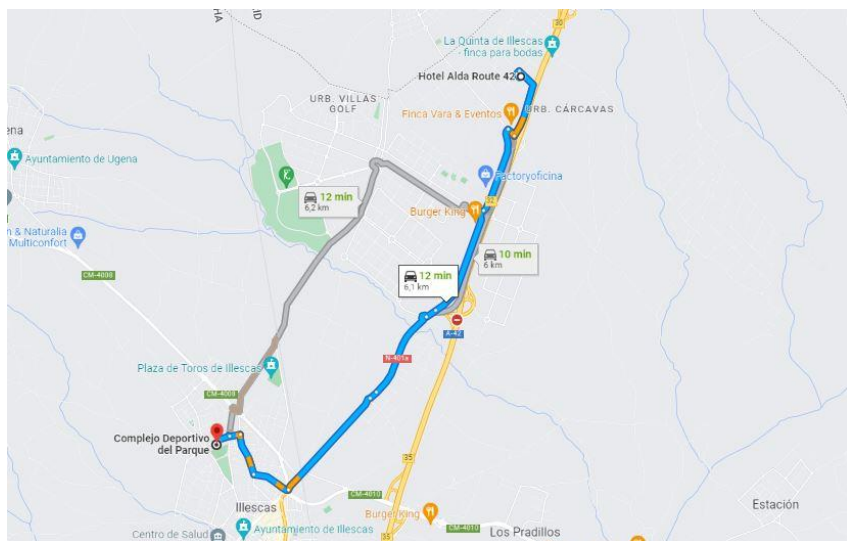 30
La Quinta de Illescas
- finca para bodas
Hotel Alda Route 42
URB. VILLAS
GOLF
Finca Vara & Eventos
URB. CÁRCAVAS
Ayuntamiento de Ugena
Factoryoficina
12 min
6,2 km
32
Burger King
n & Naturalia
Multiconfort
10 min
6 km
CM-4008
12 min
6,1 km
A-42
N-401a
Plaza de Toros de Illescas
CM-4008
Complejo Deportivo
del Parque
35
CM-4010
Illescas
Burger King
Estación
Ayuntamiento de Illescas
CM-4010
Centro de Salud
35
Los Pradillos